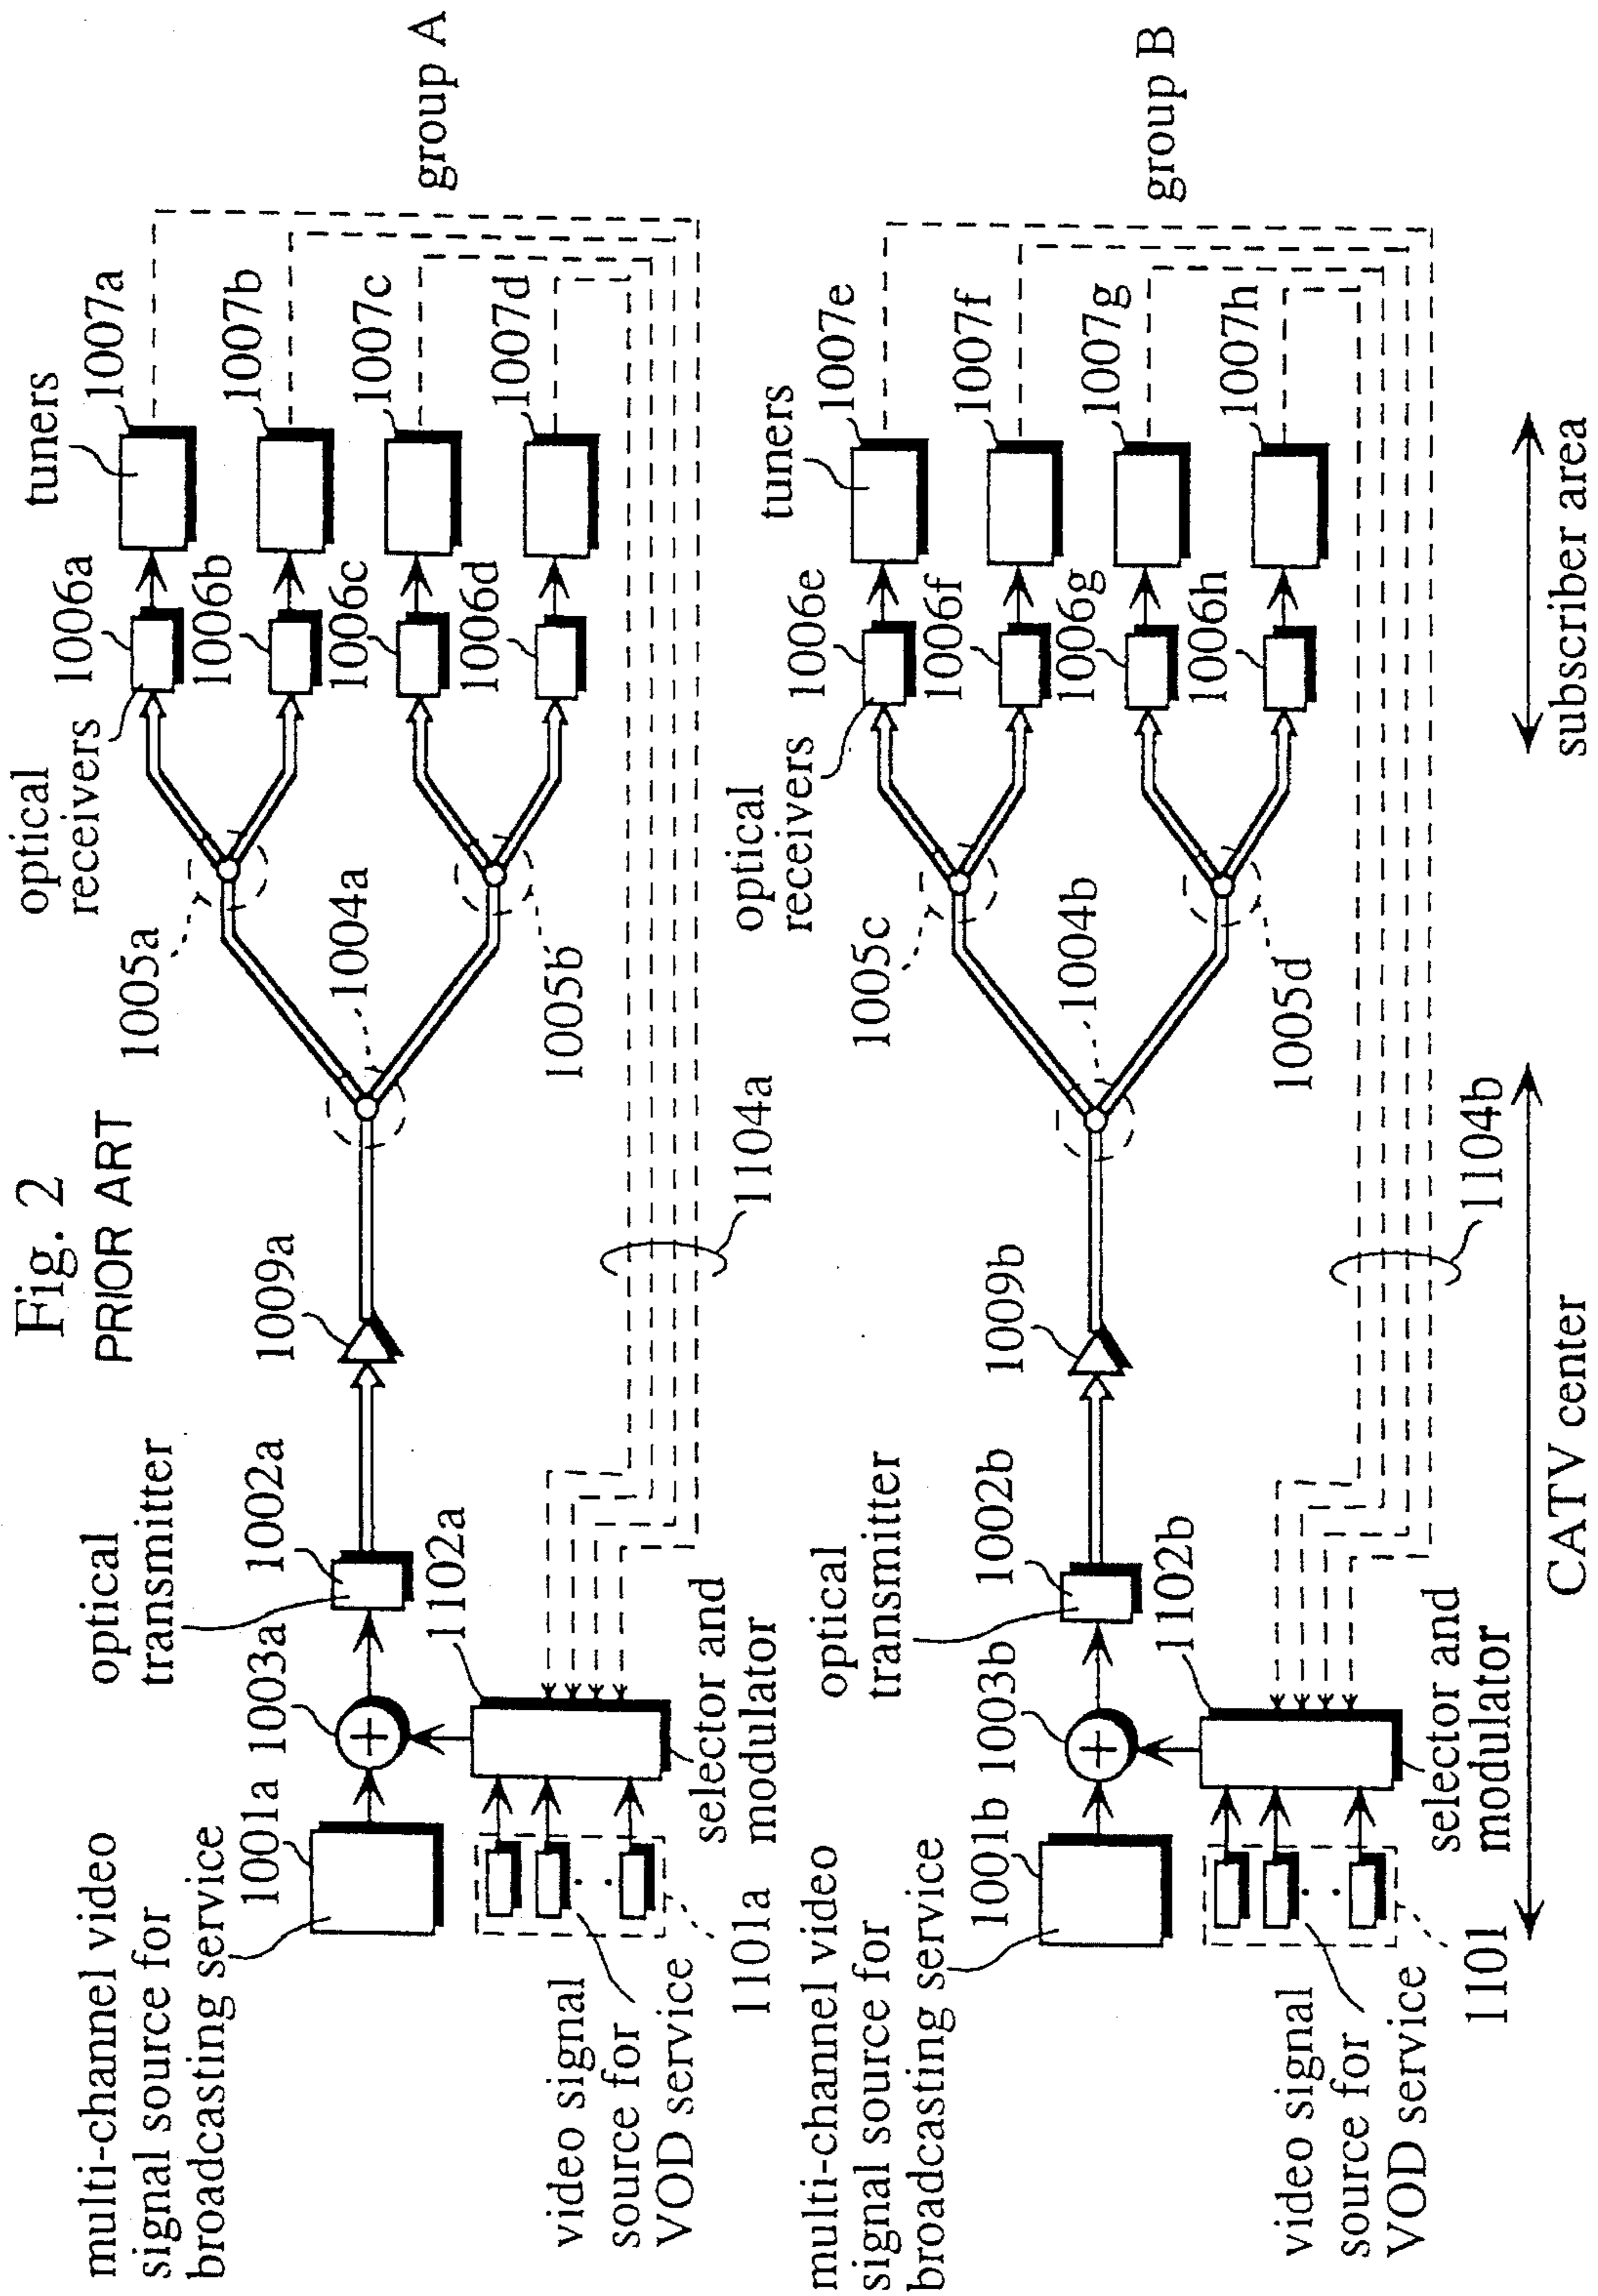 Fig. 2
PRIOR ART
multi-channel video
signal source for
broadcasting service
1001a
1003a
optical
transmitter
1002a
1009a
1004a
1005a
1005b
optical
receivers
1006a
1006b
1006c
1006d
tuners
1007a
1007b
1007c
1007d
group A
video signal
source for
VOD service
1101a
selector and
modulator
1102a
1104a
multi-channel video
signal source for
broadcasting service
1001b
1003b
optical
transmitter
1002b
1009b
1004b
1005c
1005d
optical
receivers
1006e
1006f
1006g
1006h
tuners
1007e
1007f
1007g
1007h
group B
video signal
source for
VOD service
1101
selector and
modulator
1102b
1104b
CATV center
subscriber area